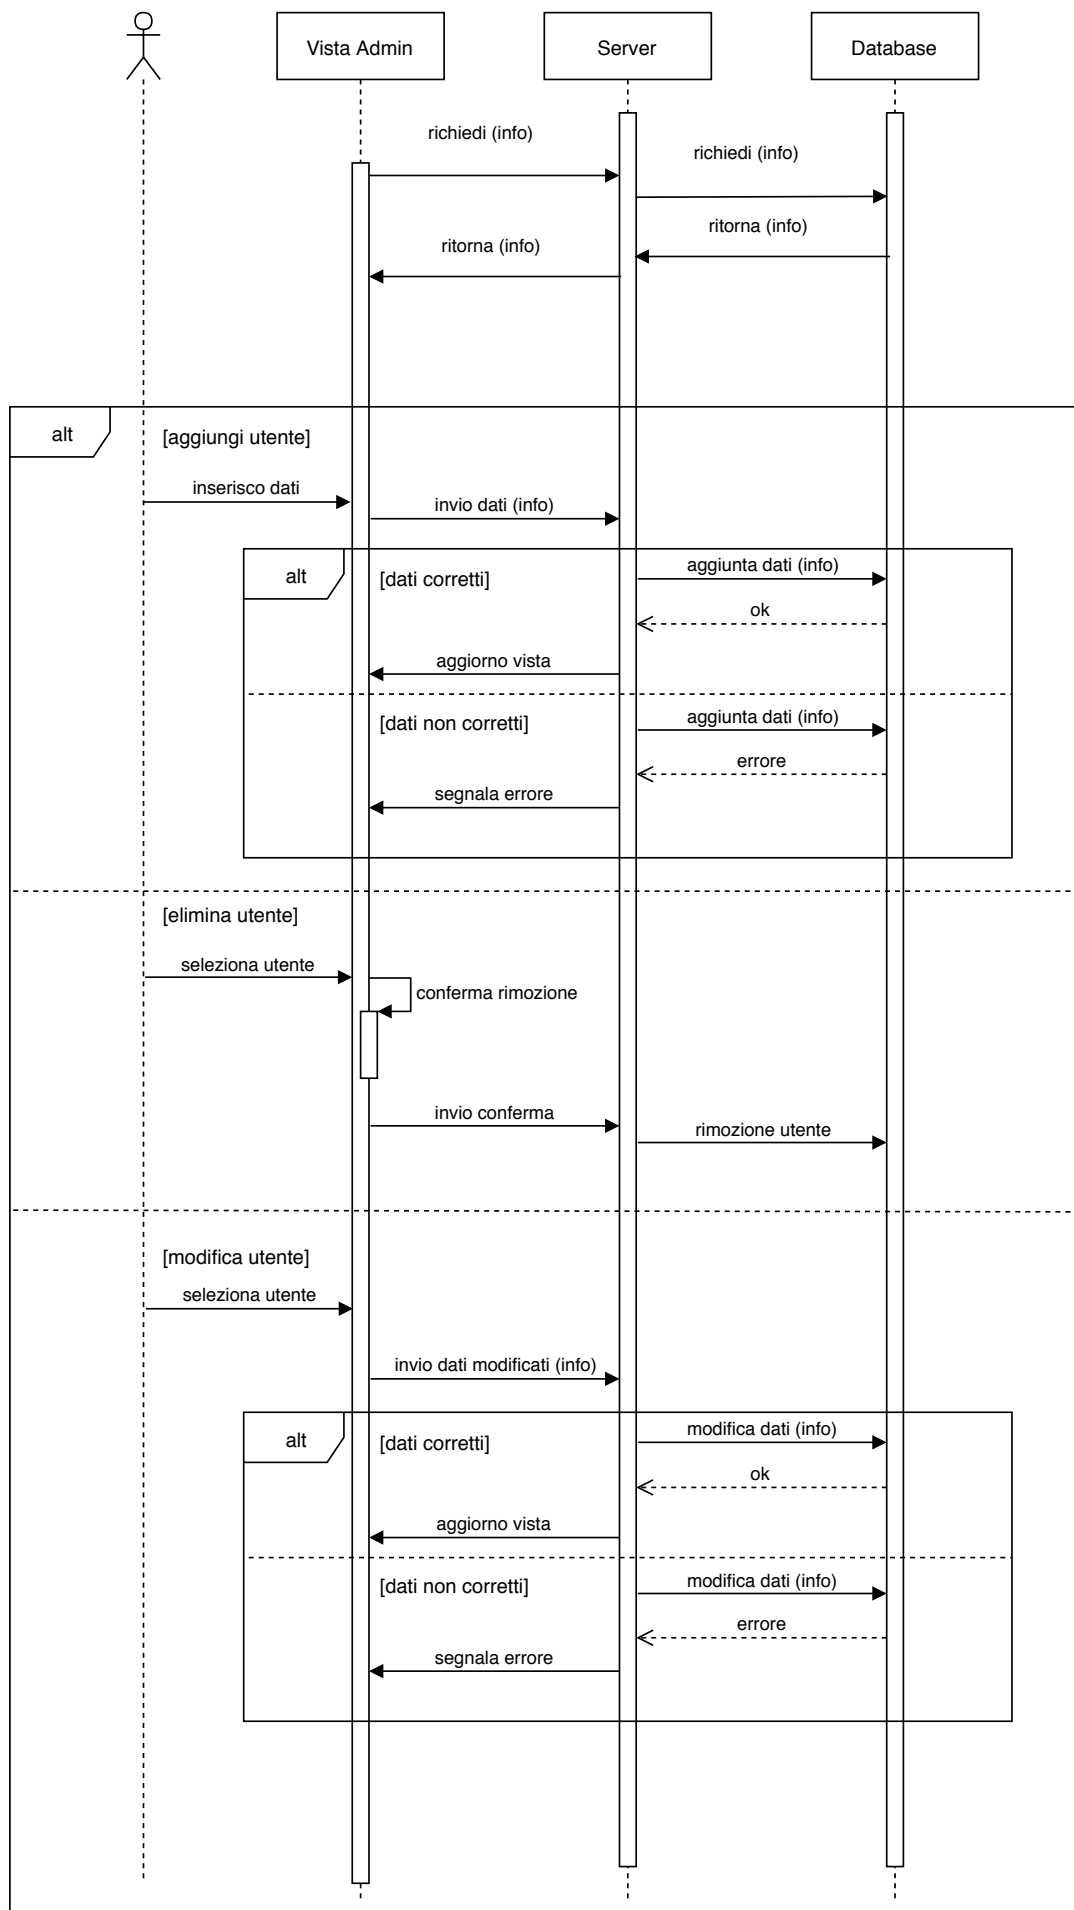 Vista Admin
Server
Database
richiedi (info)
richiedi (info)
ritorna (info)
ritorna (info)
alt
[aggiungi utente]
inserisco dati
invio dati (info)
alt
[dati corretti]
aggiunta dati (info)
ok
aggiorno vista
[dati non corretti]
aggiunta dati (info)
errore
segnala errore
[elimina utente]
seleziona utente
conferma rimozione
invio conferma
rimozione utente
[modifica utente]
seleziona utente
invio dati modificati (info)
alt
[dati corretti]
modifica dati (info)
ok
aggiorno vista
[dati non corretti]
modifica dati (info)
errore
segnala errore